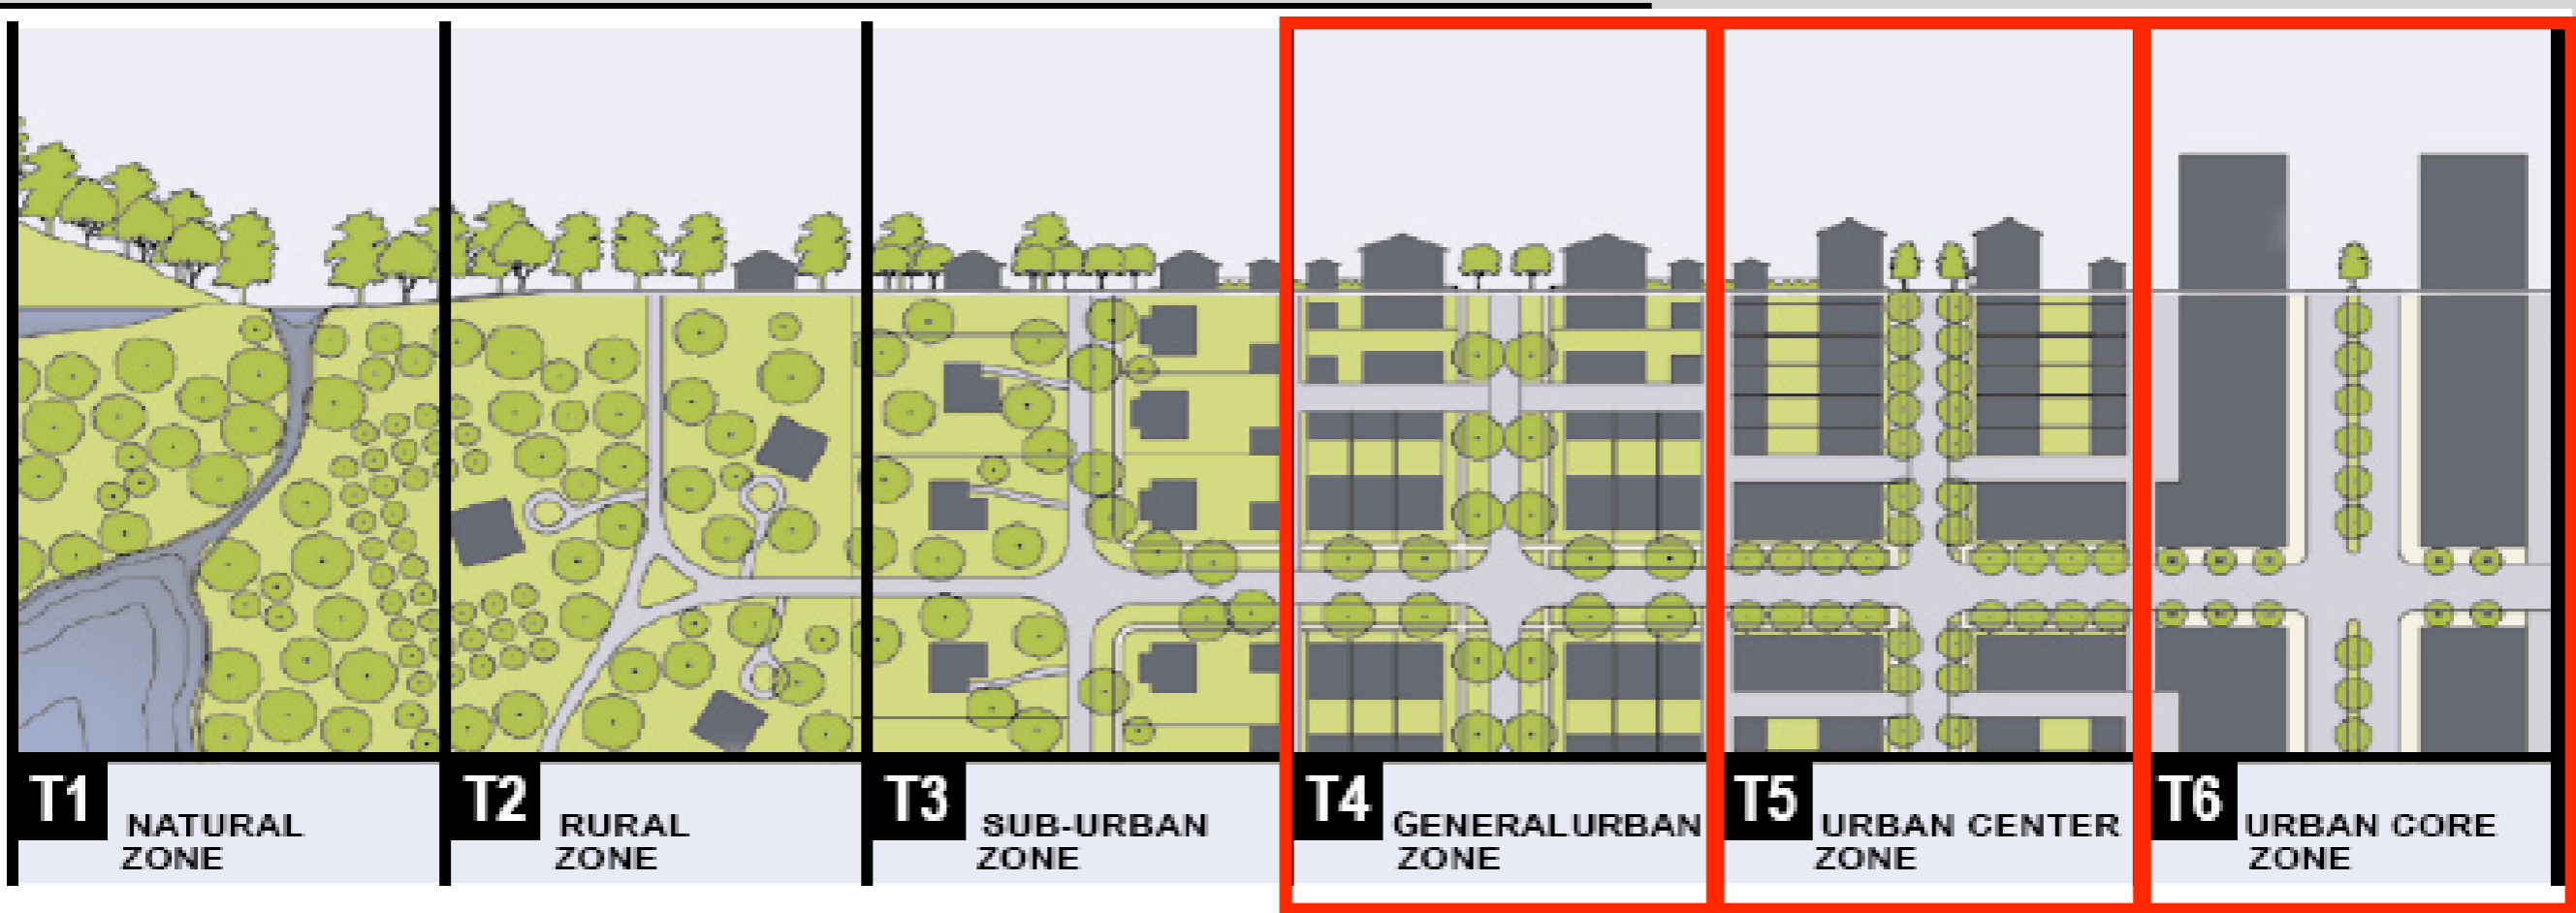 T1 NATURAL
ZONE
T2 RURAL
ZONE
T3 SUB-URBAN
ZONE
T4 GENERAL URBAN
ZONE
T5 URBAN CENTER
ZONE
T6 URBAN CORE
ZONE